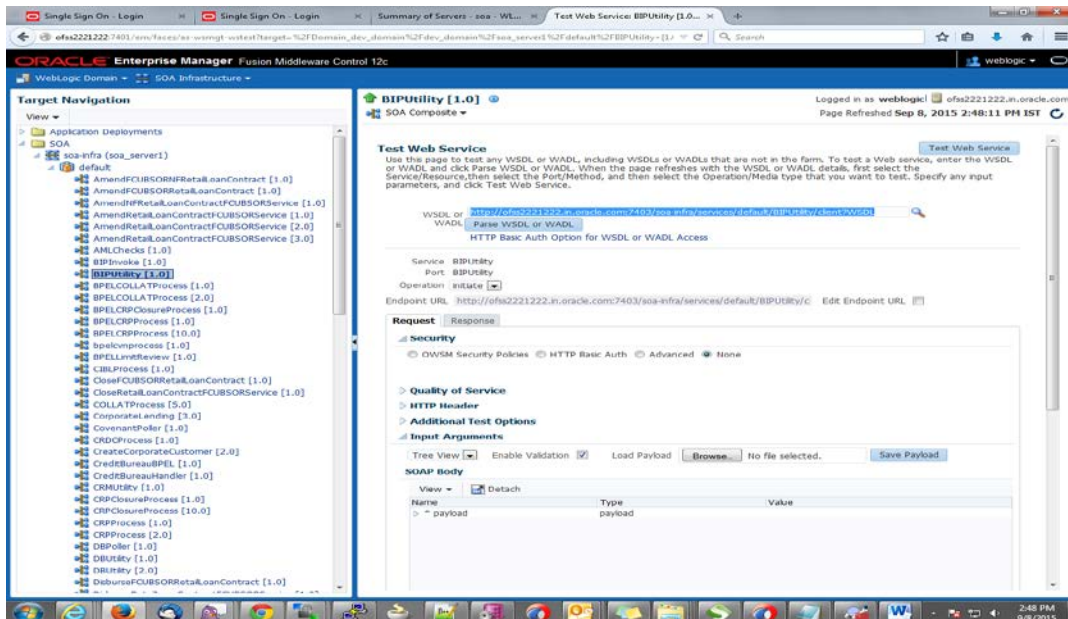 Single Sign On - Login
Single Sign On - Login
Summary of Servers - soa - WL...
Test Web Service: BIPUtility [1.0...
Search
ORACLE Enterprise Manager Fusion Middleware Control 12c
weblogic
WebLogic Domain
SOA Infrastructure
Target Navigation
View
Application Deployments
SOA
soa-infra (soa_server1)
default
AmendFCUBSORNFRetailLoanContract [1.0]
AmendFCUBSORRetailLoanContract [1.0]
AmendNFRetailLoanContractFCUBSORService [1.0]
AmendRetailLoanContractFCUBSORService [1.0]
AmendRetailLoanContractFCUBSORService [2.0]
AmendRetailLoanContractFCUBSORService [3.0]
AMLChecks [1.0]
BIPInvoke [1.0]
BIPUtility [1.0]
BPELCOLLATProcess [1.0]
BPELCOLLATProcess [2.0]
BPELCRPClosureProcess [1.0]
BPELCRPProcess [1.0]
BPELCRPProcess [10.0]
bpelcvnprocess [1.0]
BPELLimitReview [1.0]
CIBLProcess [1.0]
CloseFCUBSORRetailLoanContract [1.0]
CloseRetailLoanContractFCUBSORService [1.0]
COLLATProcess [5.0]
CorporateLending [3.0]
CovenantPoller [1.0]
CRDCProcess [1.0]
CreateCorporateCustomer [2.0]
CreditBureauBPEL [1.0]
CreditBureauHandler [1.0]
CRMUtility [1.0]
CRPClosureProcess [1.0]
CRPClosureProcess [10.0]
CRPProcess [1.0]
CRPProcess [2.0]
DBPoller [1.0]
DBUtility [1.0]
DBUtility [2.0]
DisburseFCUBSORRetailLoanContract [1.0]
BIPUtility [1.0]
SOA Composite
Logged in as weblogic| ofss2221222.in.oracle.com
Page Refreshed Sep 8, 2015 2:48:11 PM IST
Test Web Service
Test Web Service
Use this page to test any WSDL or WADL, including WSDLs or WADLs that are not in the farm. To test a Web service, enter the WSDL
or WADL and click Parse WSDL or WADL. When the page refreshes with the WSDL or WADL details, first select the
Service/Resource,then select the Port/Method, and then select the Operation/Media type that you want to test. Specify any input
parameters, and click Test Web Service.
WSDL or WADL http://ofss2221222.in.oracle.com:7403/soa-infra/services/default/BIPUtility/client?WSDL
Parse WSDL or WADL
HTTP Basic Auth Option for WSDL or WADL Access
Service BIPUtility
Port BIPUtility
Operation initiate
Endpoint URL http://ofss2221222.in.oracle.com:7403/soa-infra/services/default/BIPUtility/c Edit Endpoint URL
Request Response
Security
OWSM Security Policies HTTP Basic Auth Advanced None
Quality of Service
HTTP Header
Additional Test Options
Input Arguments
Tree View Enable Validation Load Payload Browse... No file selected. Save Payload
SOAP Body
View Detach
Name Type Value
* payload payload
2:48 PM
9/8/2015